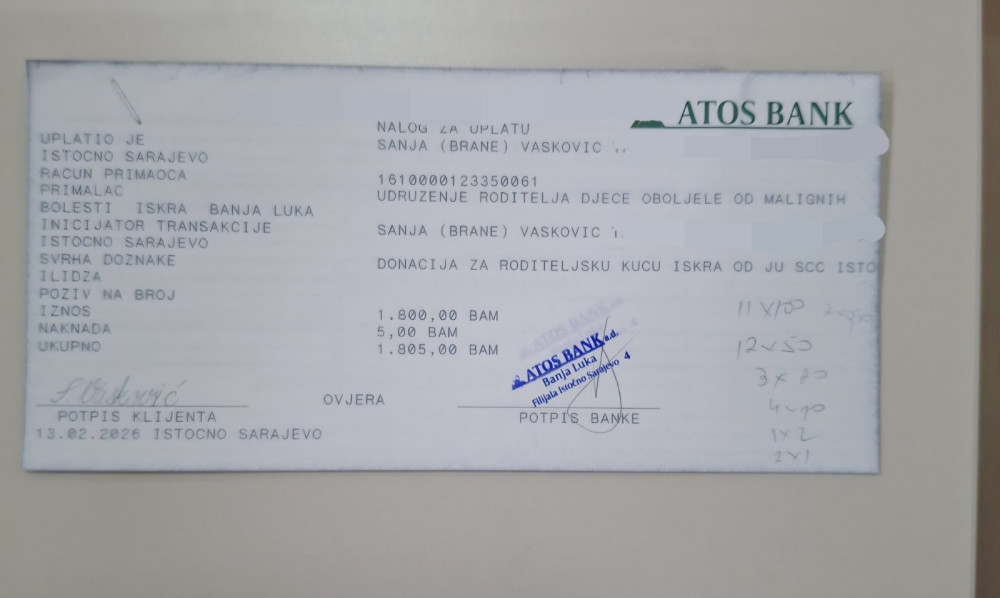 ATOS BANK
NALOG ZA UPLATU
UPLATIO JE SANJA (BRANE) VASKOVIC
ISTOCNO SARAJEVO
RACUN PRIMAOCA 1610000123350061
PRIMALAC UDRUZENJE RODITELJA DJECE OBOLJELE OD MALIGNIH
BOLESTI ISKRA BANJA LUKA
INICIJATOR TRANSAKCIJE SANJA (BRANE) VASKOVIC
ISTOCNO SARAJEVO
SVRHA DOZNAKE DONACIJA ZA RODITELJSKU KUCU ISKRA OD JU SCC ISTO
ILIDZA
POZIV NA BROJ
IZNOS 1.800,00 BAM
NAKNADA 5,00 BAM
UKUPNO 1.805,00 BAM
11 x 100
12 x 50
3 x 20
1 x 2
2 x 1
ATOS BANK a.d.
Banja Luka
Filijala Istočno Sarajevo 4
OVJERA
POTPIS KLIJENTA
POTPIS BANKE
13.02.2026 ISTOCNO SARAJEVO